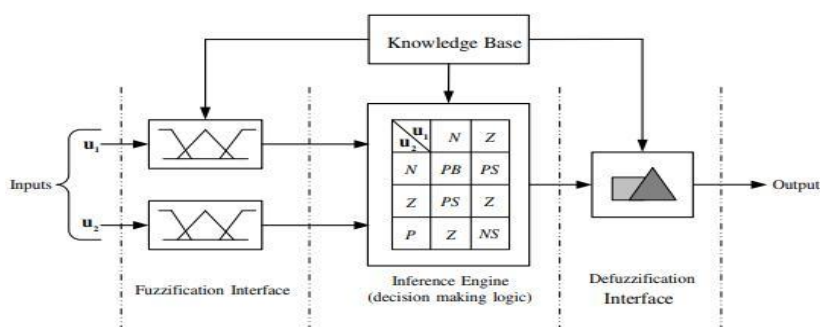 Knowledge Base
Inputs
u₁
u₂
u₁
u₂
N Z
N PB PS
Z PS Z
P Z NS
Output
Fuzzification Interface
Inference Engine
(decision making logic)
Defuzzification
Interface